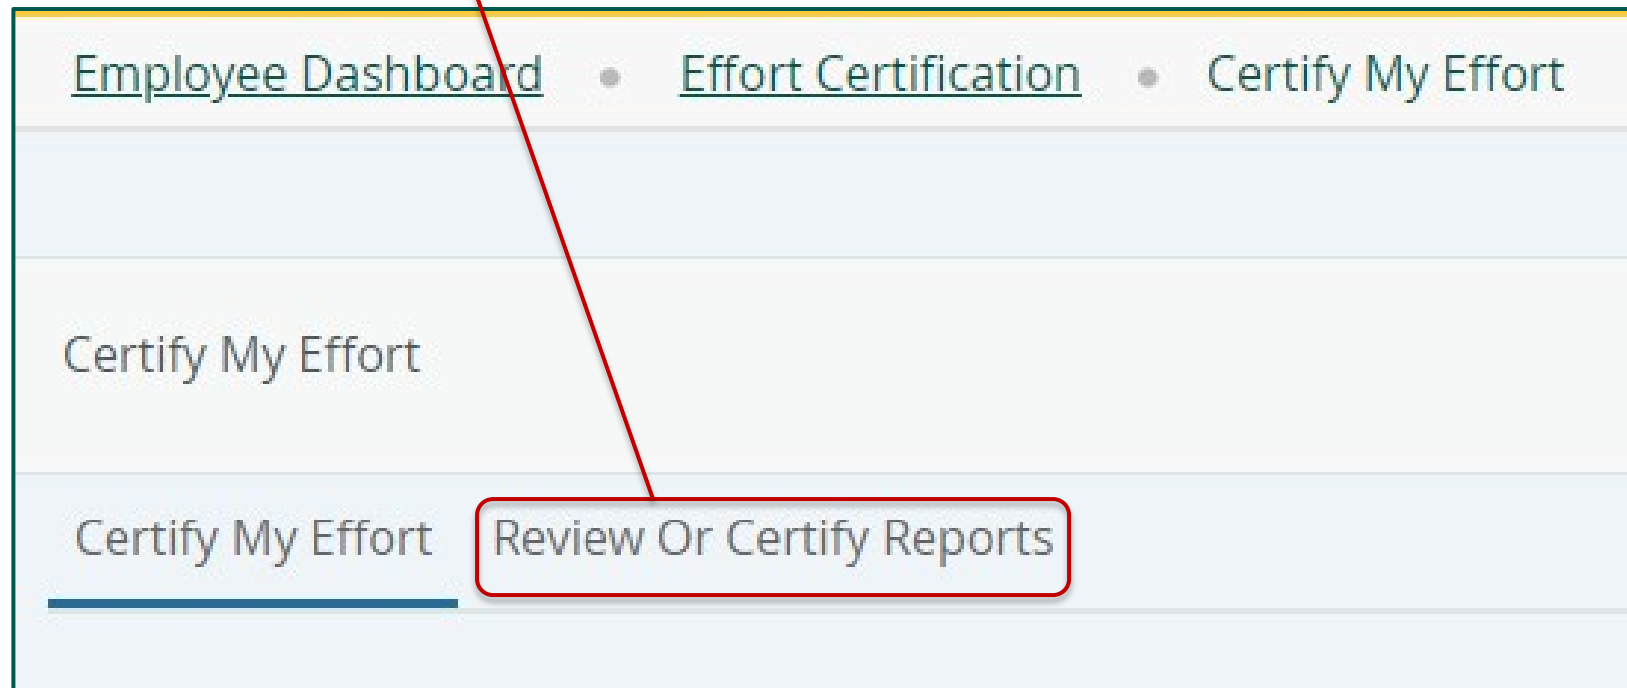 Employee Dashboard • Effort Certification • Certify My Effort
Certify My Effort
Certify My Effort Review Or Certify Reports